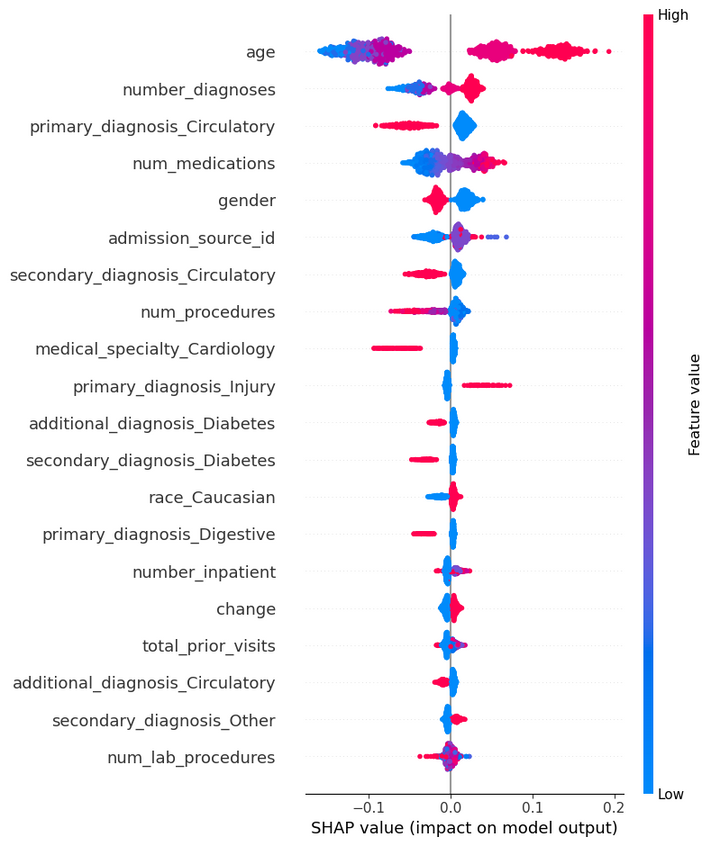 High
age
number_diagnoses
primary_diagnosis_Circulatory
num_medications
gender
admission_source_id
secondary_diagnosis_Circulatory
num_procedures
medical_specialty_Cardiology
primary_diagnosis_Injury
additional_diagnosis_Diabetes
secondary_diagnosis_Diabetes
race_Caucasian
primary_diagnosis_Digestive
number_inpatient
change
total_prior_visits
additional_diagnosis_Circulatory
secondary_diagnosis_Other
num_lab_procedures
Feature value
Low
−0.1 0.0 0.1 0.2
SHAP value (impact on model output)